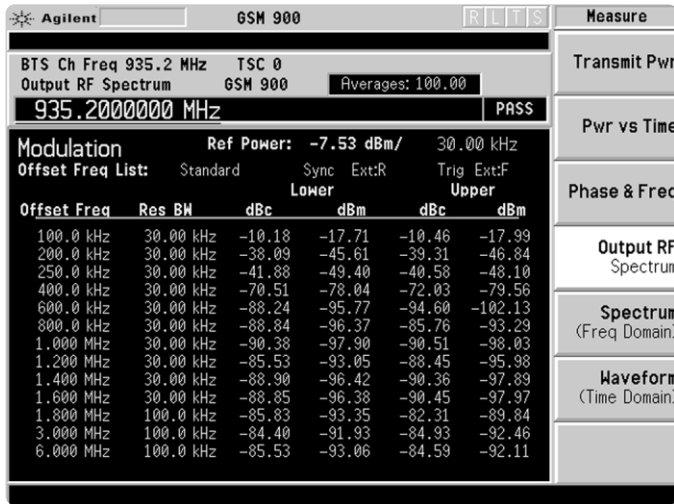 Agilent GSM 900 R L T S Measure
BTS Ch Freq 935.2 MHz TSC 0
Output RF Spectrum GSM 900 Averages: 100.00
935.2000000 MHz PASS
Modulation Ref Power: -7.53 dBm/ 30.00 kHz
Offset Freq List: Standard Sync Ext:R Trig Ext:F
Lower Upper
Offset Freq Res BW dBc dBm dBc dBm
100.0 kHz 30.00 kHz -10.18 -17.71 -10.46 -17.99
200.0 kHz 30.00 kHz -38.09 -45.61 -39.31 -46.84
250.0 kHz 30.00 kHz -41.88 -49.40 -40.58 -48.10
400.0 kHz 30.00 kHz -70.51 -78.04 -72.03 -79.56
600.0 kHz 30.00 kHz -88.24 -95.77 -94.60 -102.13
800.0 kHz 30.00 kHz -88.84 -96.37 -85.76 -93.29
1.000 MHz 30.00 kHz -90.38 -97.90 -90.51 -98.03
1.200 MHz 30.00 kHz -85.53 -93.05 -88.45 -95.98
1.400 MHz 30.00 kHz -88.90 -96.42 -90.36 -97.89
1.600 MHz 30.00 kHz -88.85 -96.38 -90.45 -97.97
1.800 MHz 100.0 kHz -85.83 -93.35 -82.31 -89.84
3.000 MHz 100.0 kHz -84.40 -91.93 -84.93 -92.46
6.000 MHz 100.0 kHz -85.53 -93.06 -84.59 -92.11
Transmit Pwr
Pwr vs Time
Phase & Freq
Output RF
Spectrum
Spectrum
(Freq Domain)
Waveform
(Time Domain)